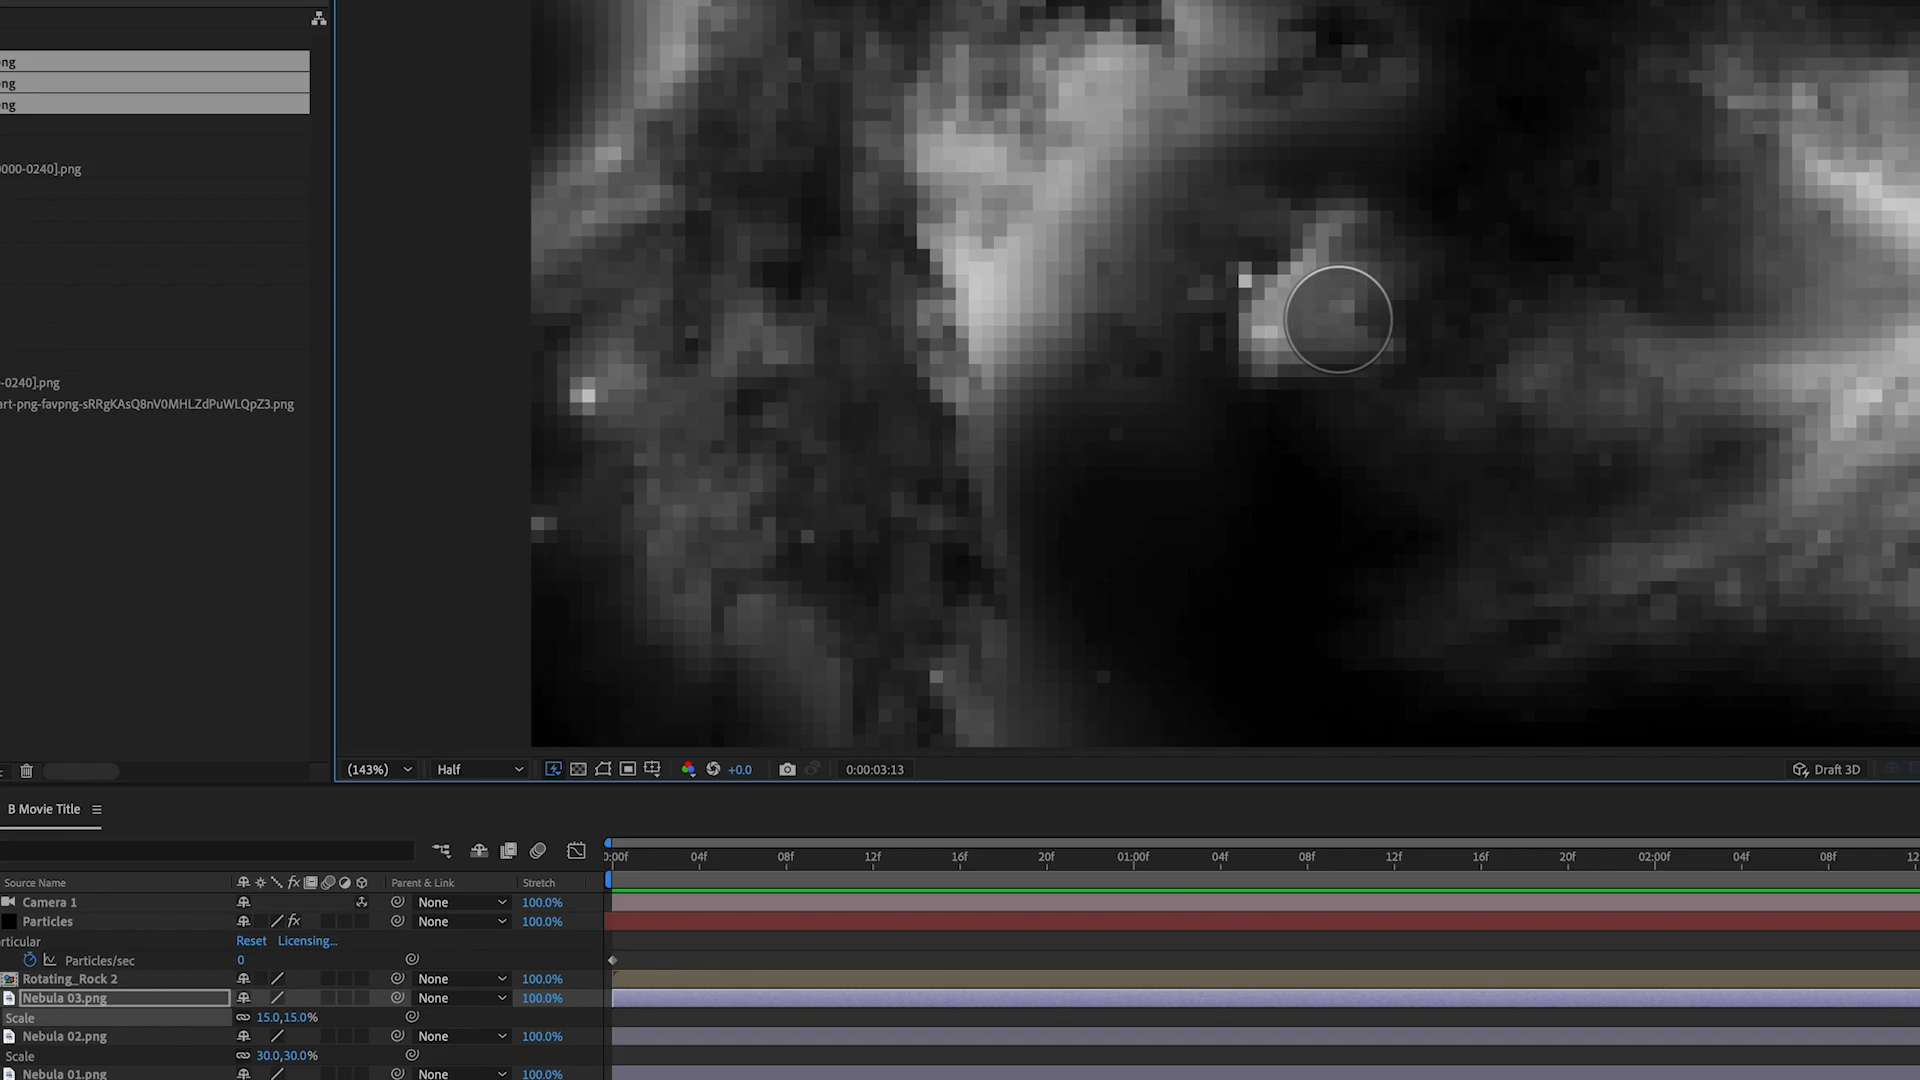 ng
ng
ng
0000-0240].png
-0240].png
art-png-favpng-sRRgKAsQ8nV0MHLZdPuWLQpZ3.png
(143%)
Half
+0.0
0:00:03:13
Draft 3D
B Movie Title
0:00f 04f 08f 12f 16f 20f 01:00f 04f 08f 12f 16f 20f 02:00f 04f 08f 12
Source Name fx Parent & Link Stretch
Camera 1 None 100.0%
Particles fx None 100.0%
rticular Reset Licensing...
Particles/sec 0
Rotating_Rock 2 None 100.0%
Nebula 03.png None 100.0%
Scale 15.0,15.0%
Nebula 02.png None 100.0%
Scale 30.0,30.0%
Nebula 01.png None 100.0%